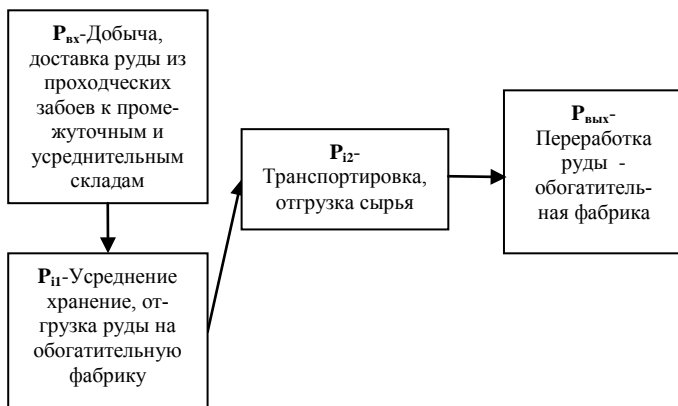 Pвх-Добыча,
доставка руды из
проходческих
забоев к проме-
жуточным и
усреднительным
складам
Pi1-Усреднение
хранение, от-
грузка руды на
обогатительную
фабрику
Pi2-
Транспортировка,
отгрузка сырья
Pвых-
Переработка
руды -
обогатитель-
ная фабрика